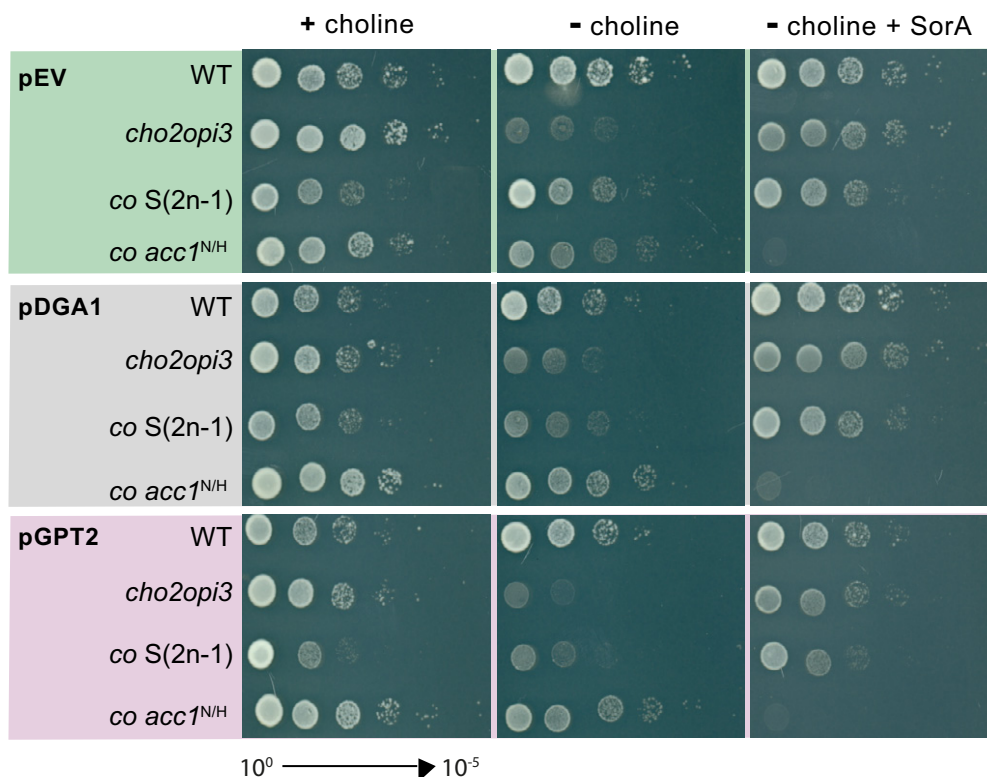 + choline - choline - choline + SorA
pEV WT
cho2opi3
co S(2n-1)
co acc1ᴺ/ᴴ
pDGA1 WT
cho2opi3
co S(2n-1)
co acc1ᴺ/ᴴ
pGPT2 WT
cho2opi3
co S(2n-1)
co acc1ᴺ/ᴴ
10⁰ 10⁻⁵